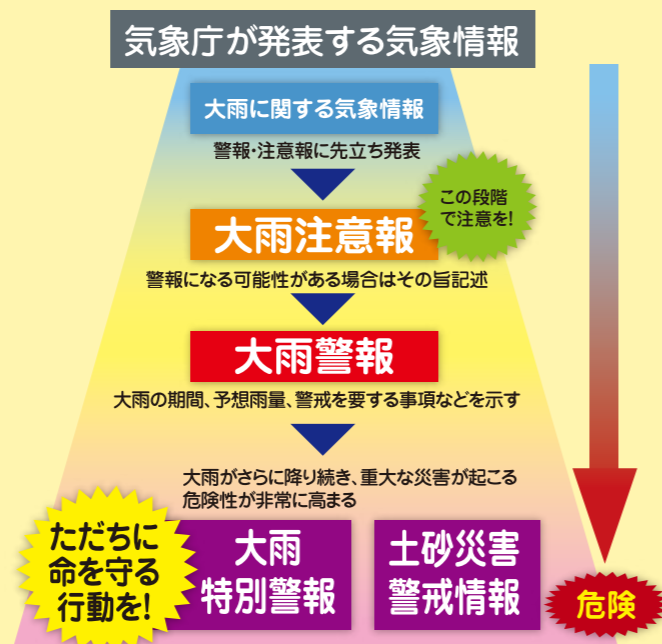 気象庁が発表する気象情報
大雨に関する気象情報
警報・注意報に先立ち発表
この段階
で注意を!
大雨注意報
警報になる可能性がある場合はその旨記述
大雨警報
大雨の期間、予想雨量、警戒を要する事項などを示す
大雨がさらに降り続き、重大な災害が起こる
危険性が非常に高まる
ただちに
命を守る
行動を!
大雨
特別警報
土砂災害
警戒情報
危険